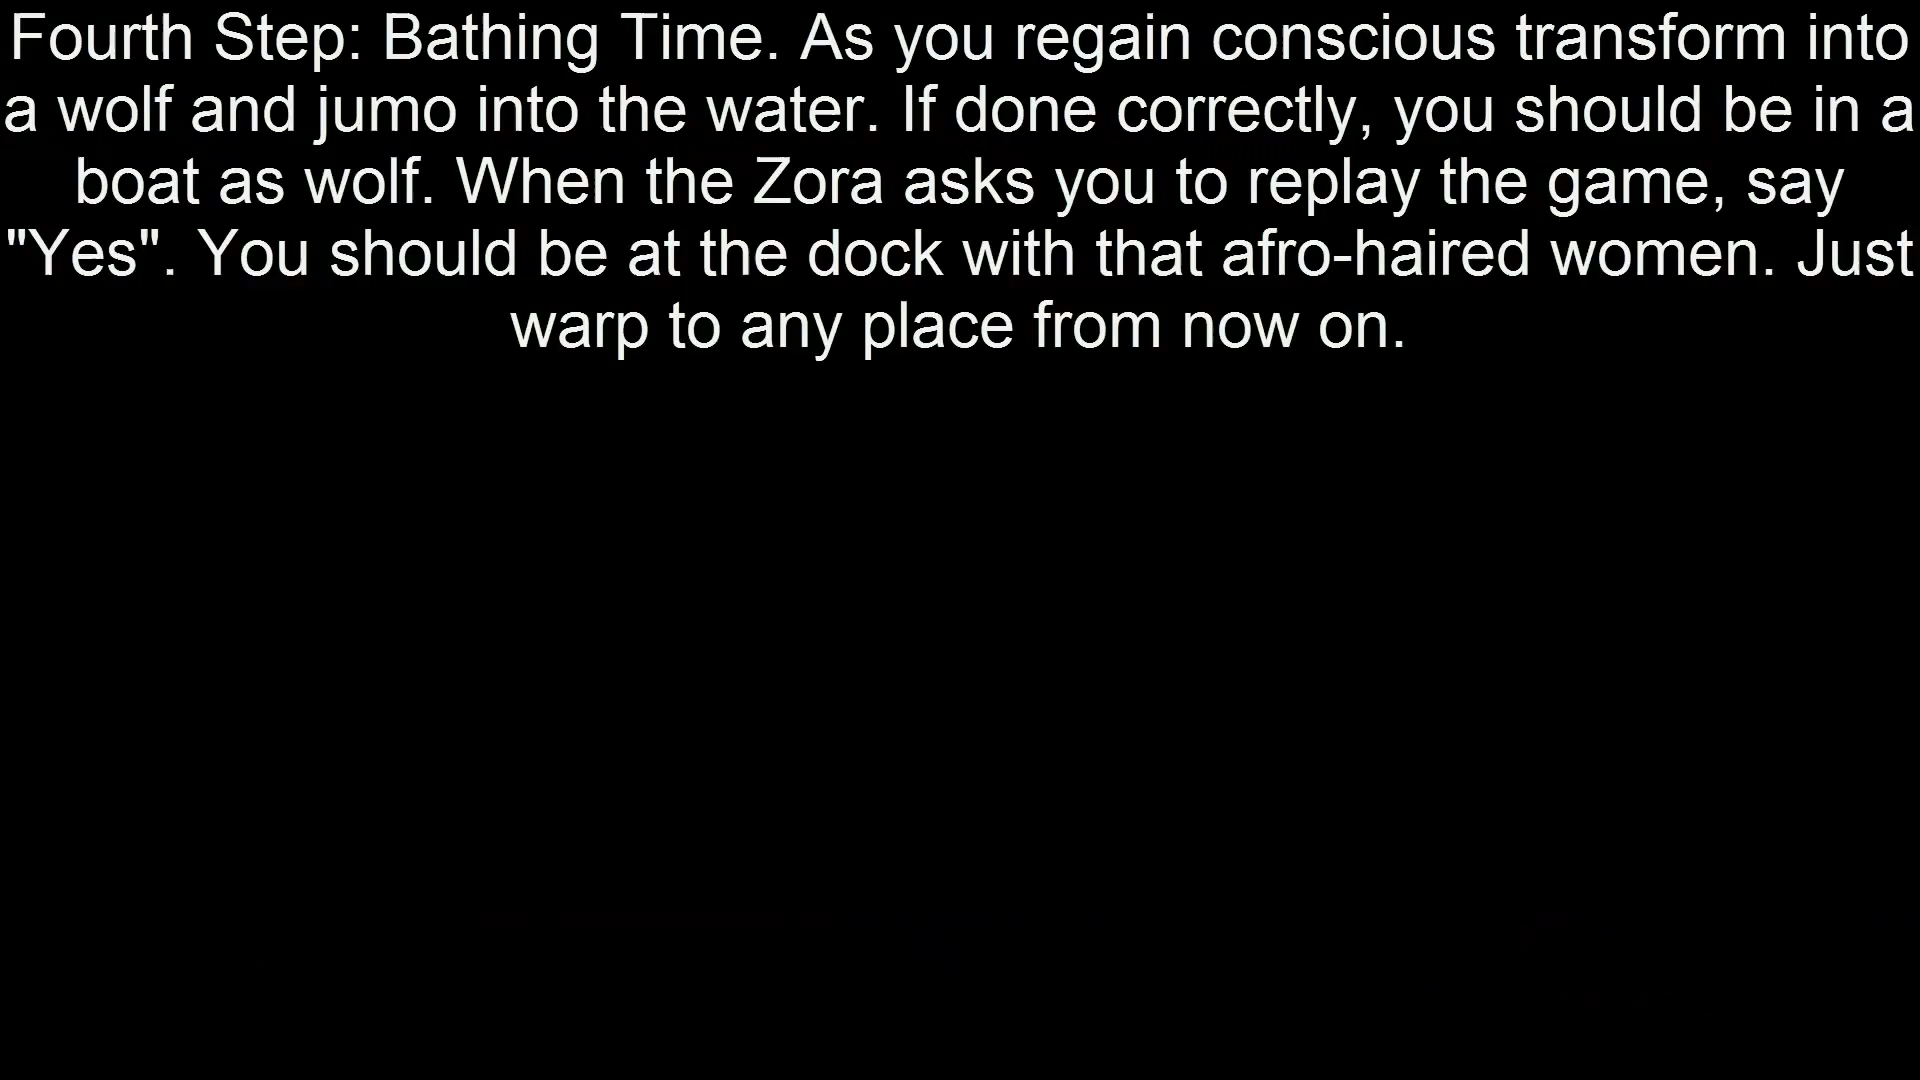 Fourth Step: Bathing Time. As you regain conscious transform into
a wolf and jumo into the water. If done correctly, you should be in a
boat as wolf. When the Zora asks you to replay the game, say
"Yes". You should be at the dock with that afro-haired women. Just
warp to any place from now on.